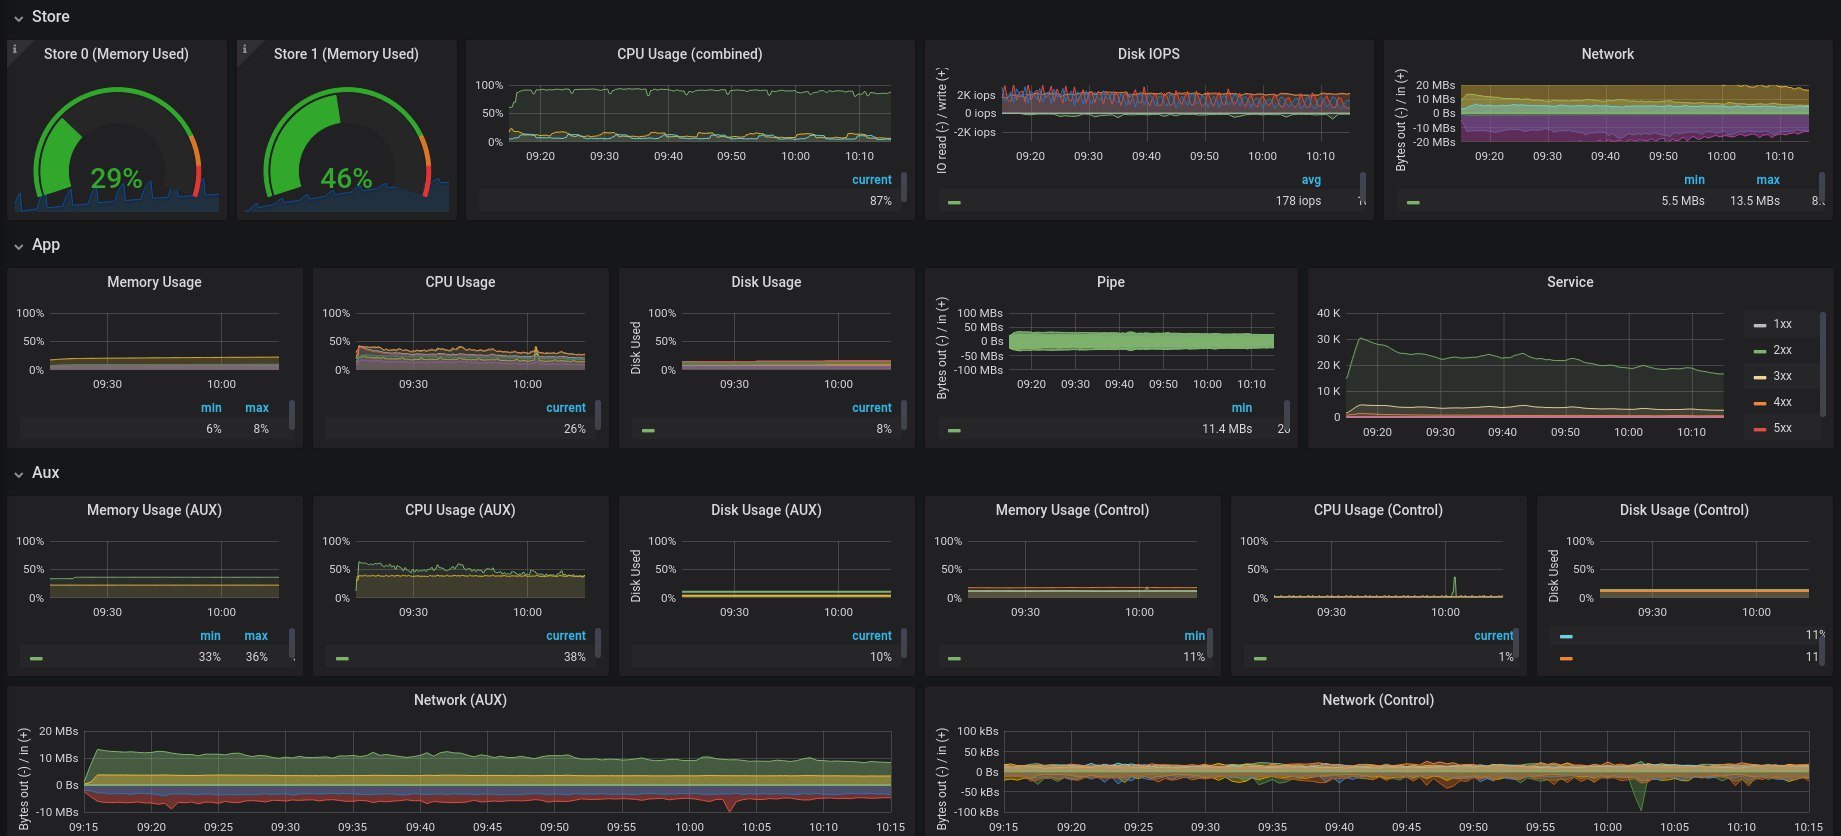 Store
Store 0 (Memory Used)
29%
Store 1 (Memory Used)
46%
CPU Usage (combined)
100%
50%
0%
09:20 09:30 09:40 09:50 10:00 10:10
current
87%
Disk IOPS
IO read (-) / write (+)
2K iops
0 iops
-2K iops
09:20 09:30 09:40 09:50 10:00 10:10
avg
178 iops
Network
Bytes out (-) / in (+)
20 MBs
10 MBs
0 Bs
-10 MBs
-20 MBs
09:20 09:30 09:40 09:50 10:00 10:10
min max
5.5 MBs 13.5 MBs
App
Memory Usage
100%
50%
0%
09:30 10:00
min max
6% 8%
CPU Usage
100%
50%
0%
09:30 10:00
current
26%
Disk Usage
Disk Used
100%
50%
0%
09:30 10:00
current
8%
Pipe
Bytes out (-) / in (+)
100 MBs
50 MBs
0 Bs
-50 MBs
-100 MBs
09:20 09:30 09:40 09:50 10:00 10:10
min
11.4 MBs
Service
40 K
30 K
20 K
10 K
0
09:20 09:30 09:40 09:50 10:00 10:10
1xx
2xx
3xx
4xx
5xx
Aux
Memory Usage (AUX)
100%
50%
0%
09:30 10:00
min max
33% 36%
CPU Usage (AUX)
100%
50%
0%
09:30 10:00
current
38%
Disk Usage (AUX)
Disk Used
100%
50%
0%
09:30 10:00
current
10%
Memory Usage (Control)
100%
50%
0%
09:30 10:00
min
11%
CPU Usage (Control)
100%
50%
0%
09:30 10:00
current
1%
Disk Usage (Control)
Disk Used
100%
50%
0%
09:30 10:00
11%
11
Network (AUX)
Bytes out (-) / in (+)
20 MBs
10 MBs
0 Bs
-10 MBs
09:15 09:20 09:25 09:30 09:35 09:40 09:45 09:50 09:55 10:00 10:05 10:10 10:15
Network (Control)
Bytes out (-) / in (+)
100 kBs
50 kBs
0 Bs
-50 kBs
-100 kBs
09:15 09:20 09:25 09:30 09:35 09:40 09:45 09:50 09:55 10:00 10:05 10:10 10:15